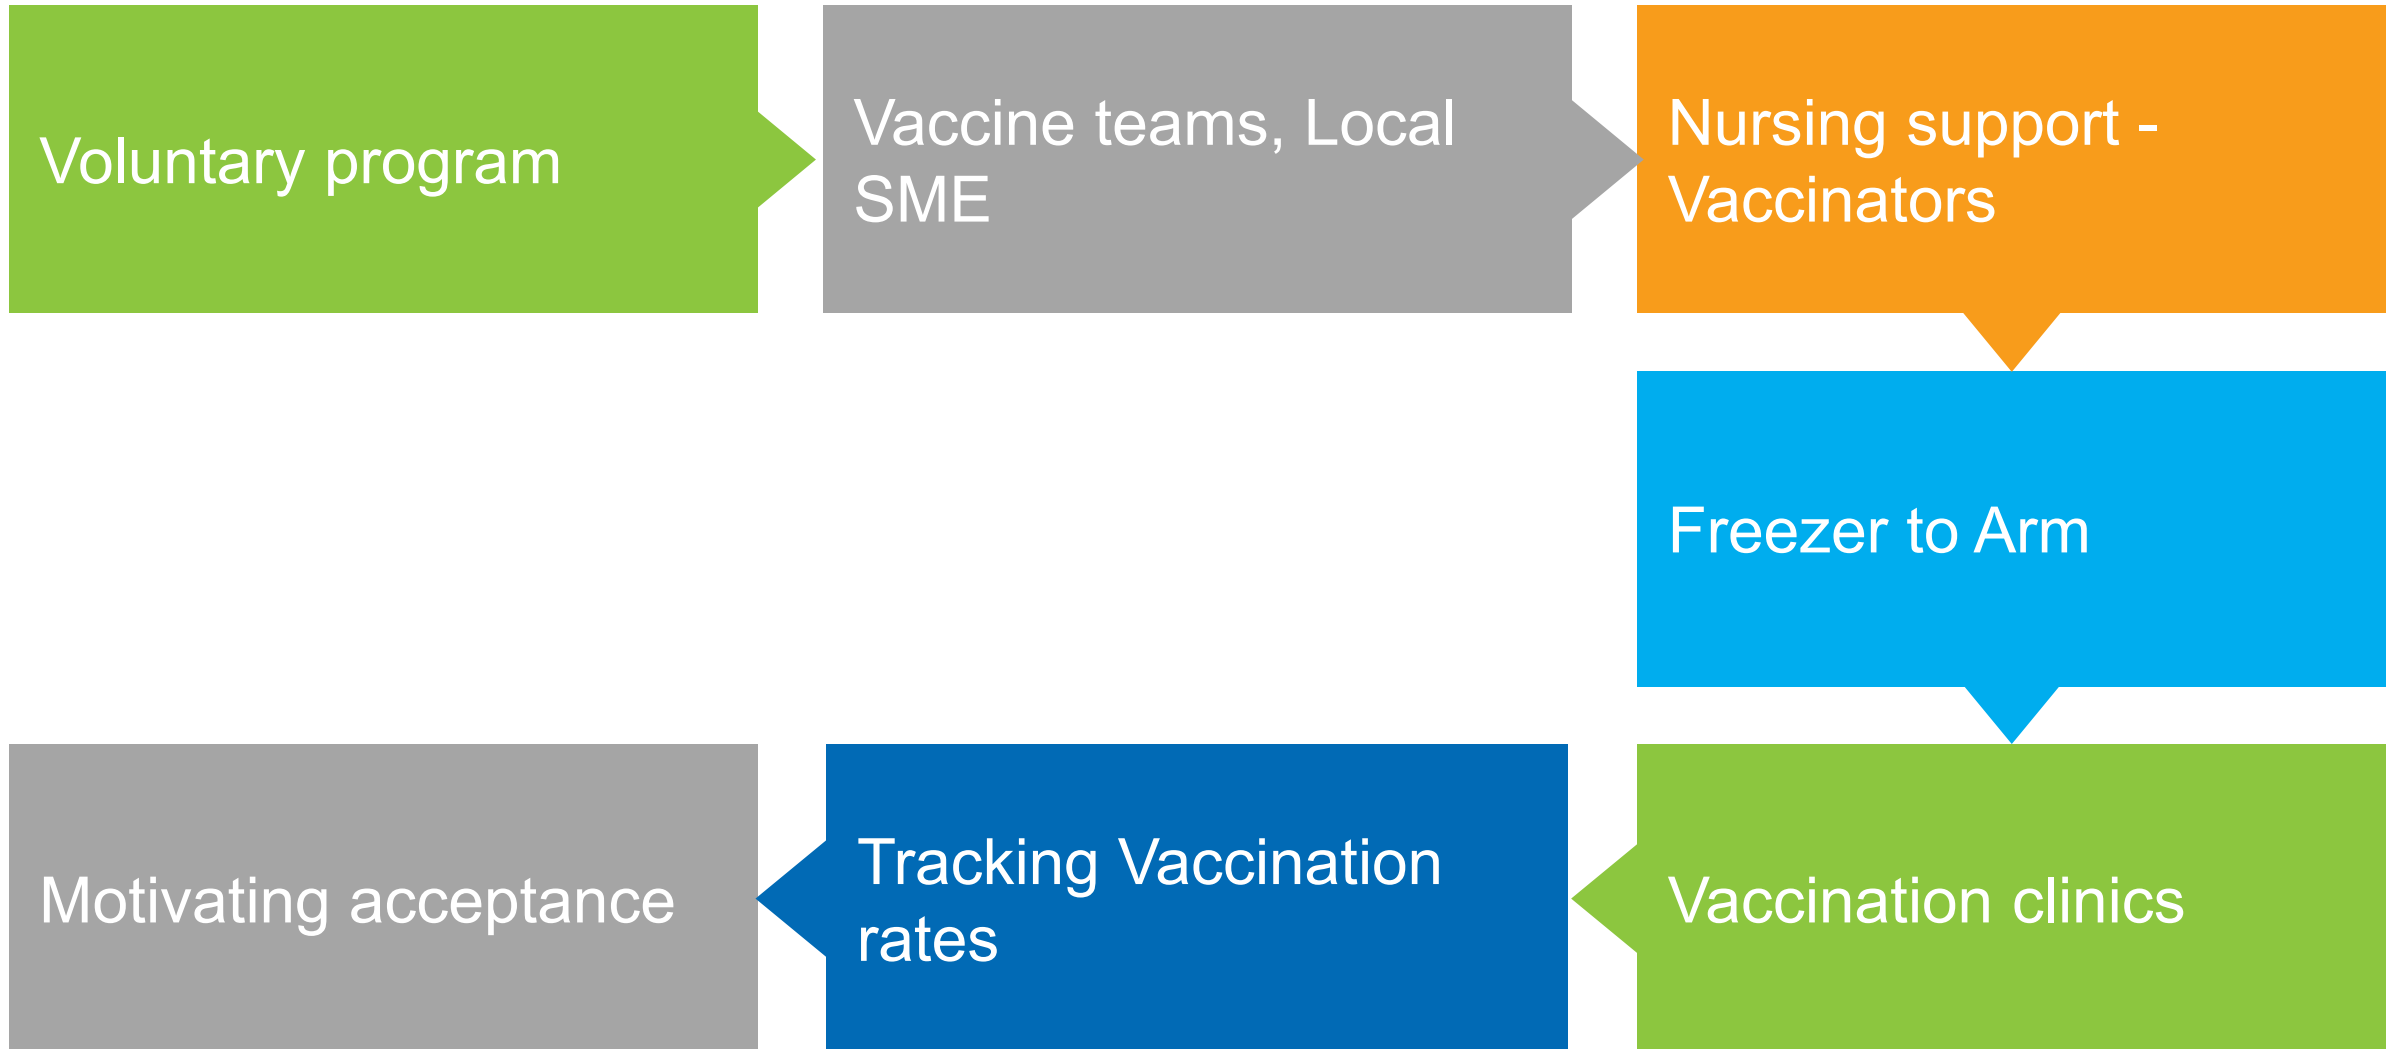 Voluntary program
Vaccine teams, Local
SME
Nursing support -
Vaccinators
Freezer to Arm
Vaccination clinics
Tracking Vaccination
rates
Motivating acceptance